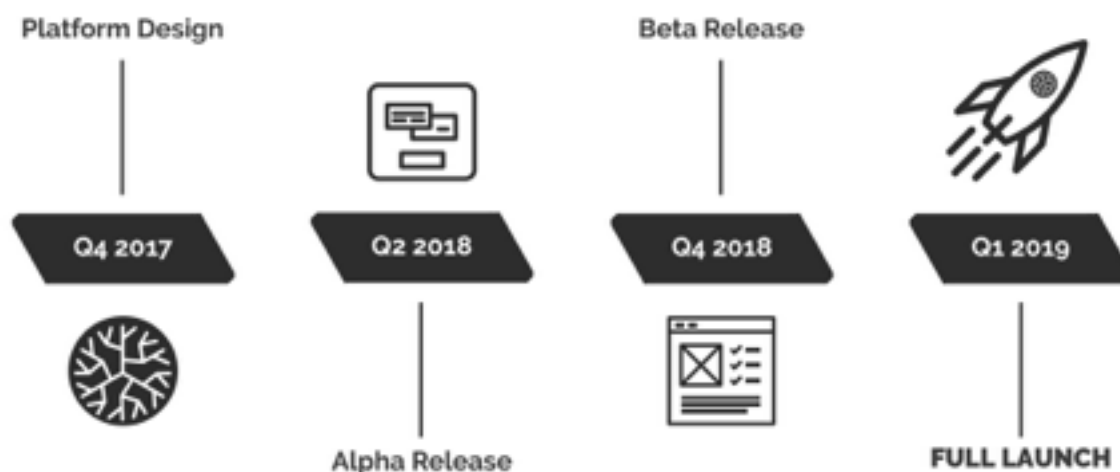 Platform Design
Beta Release
Q4 2017
Q2 2018
Q4 2018
Q1 2019
Alpha Release
FULL LAUNCH